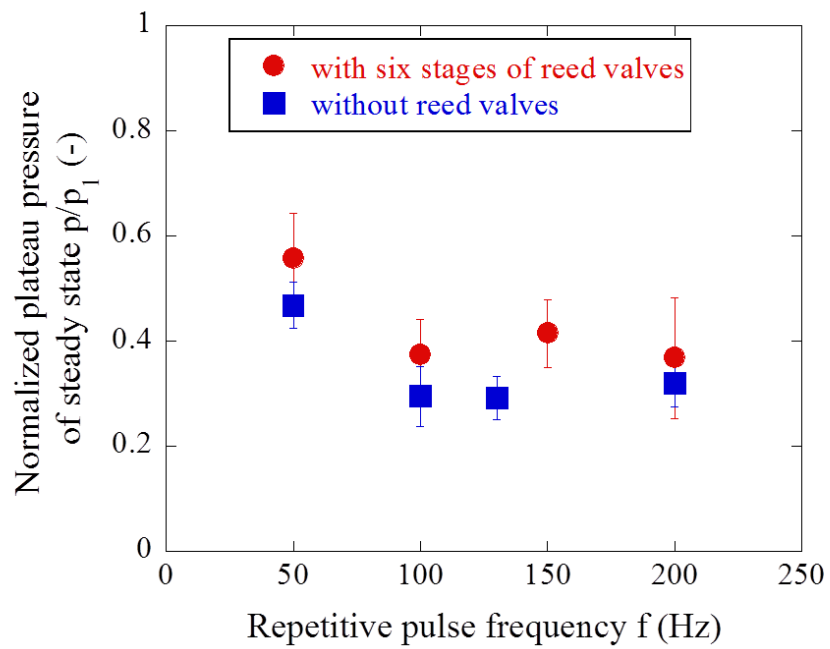 1
0.8
0.6
0.4
0.2
0
0
50
100
150
200
250
with six stages of reed valves
without reed valves
Normalized plateau pressure
of steady state p/p₁ (-)
Repetitive pulse frequency f (Hz)